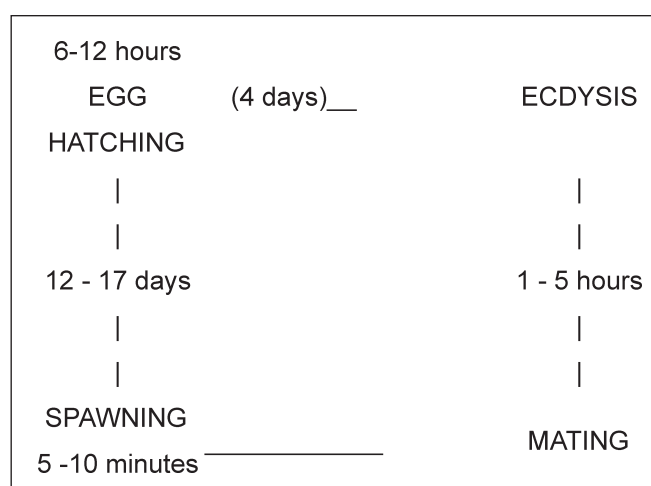 6-12 hours
EGG (4 days)__ ECDYSIS
HATCHING
| |
| |
12 - 17 days 1 - 5 hours
| |
| |
SPAWNING
MATING
5 -10 minutes _____________